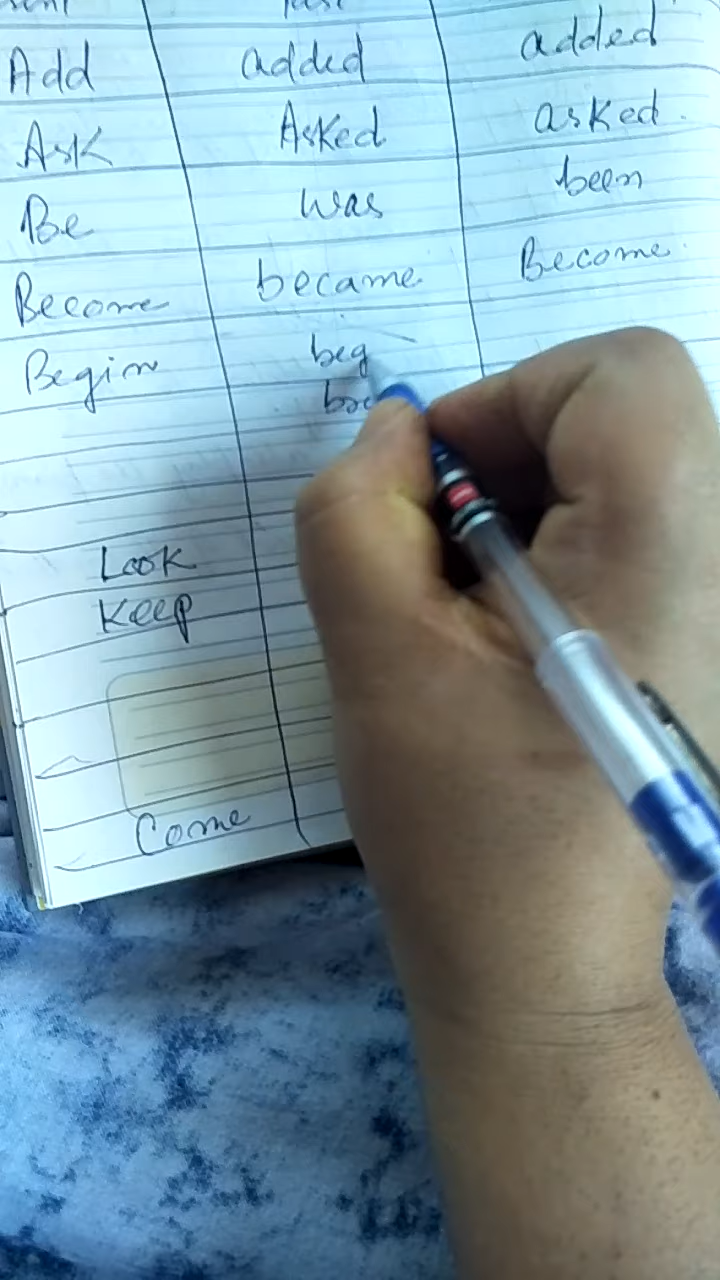 Add added added
Ask Asked asked
Be was been
Become became Become
Begin beg
Look
Keep
Come